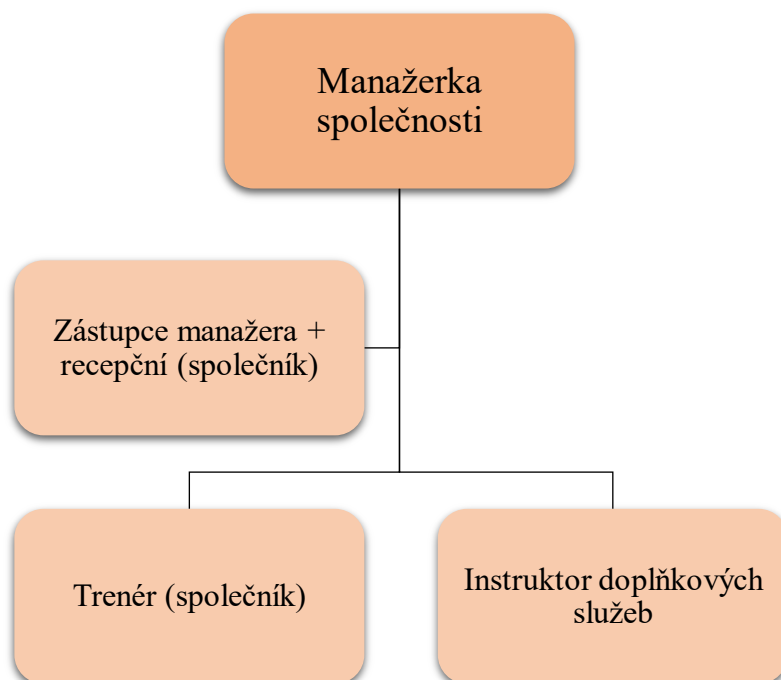 Manažerka
společnosti
Zástupce manažera +
recepční (společník)
Trenér (společník)
Instruktor doplňkových
služeb